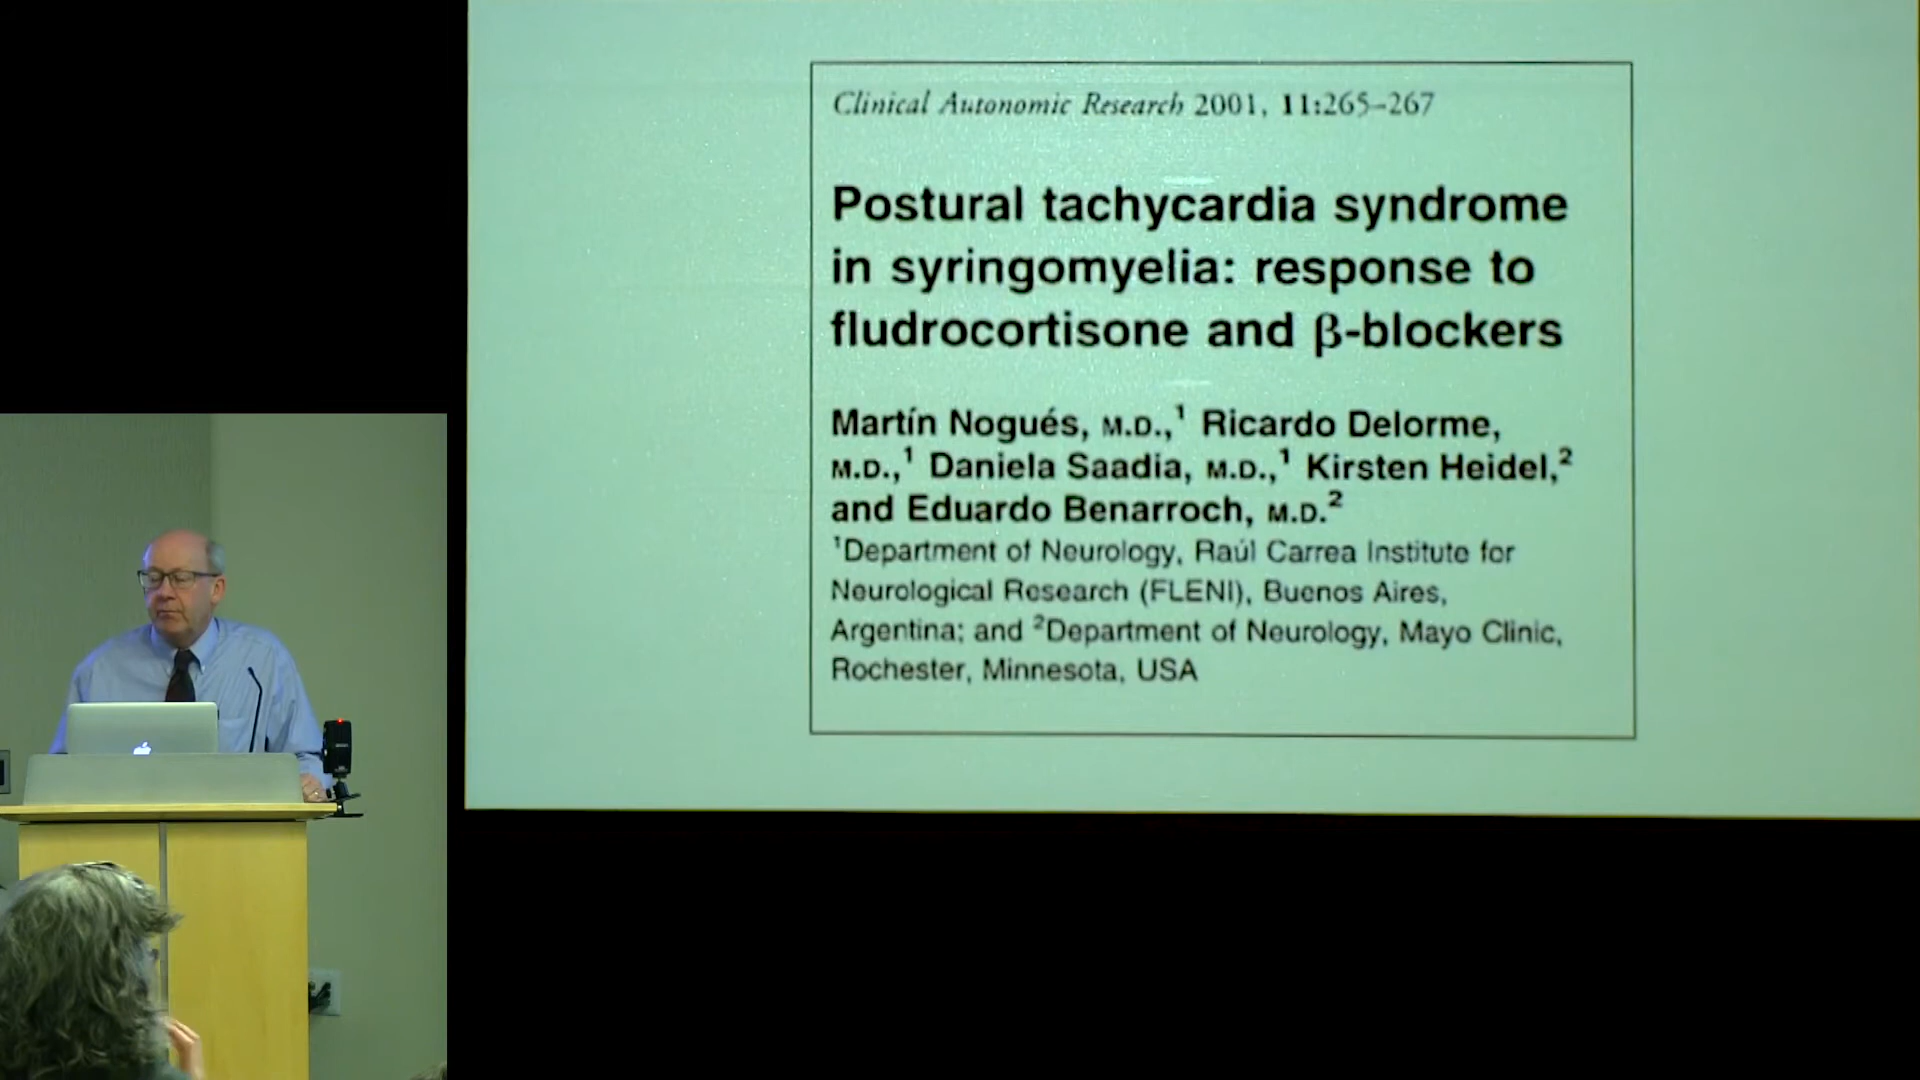 Clinical Autonomic Research 2001, 11:265–267
Postural tachycardia syndrome
in syringomyelia: response to
fludrocortisone and β-blockers
Martín Nogués, M.D.,¹ Ricardo Delorme,
M.D.,¹ Daniela Saadia, M.D.,¹ Kirsten Heidel,²
and Eduardo Benarroch, M.D.²
¹Department of Neurology, Raúl Carrea Institute for
Neurological Research (FLENI), Buenos Aires,
Argentina; and ²Department of Neurology, Mayo Clinic,
Rochester, Minnesota, USA